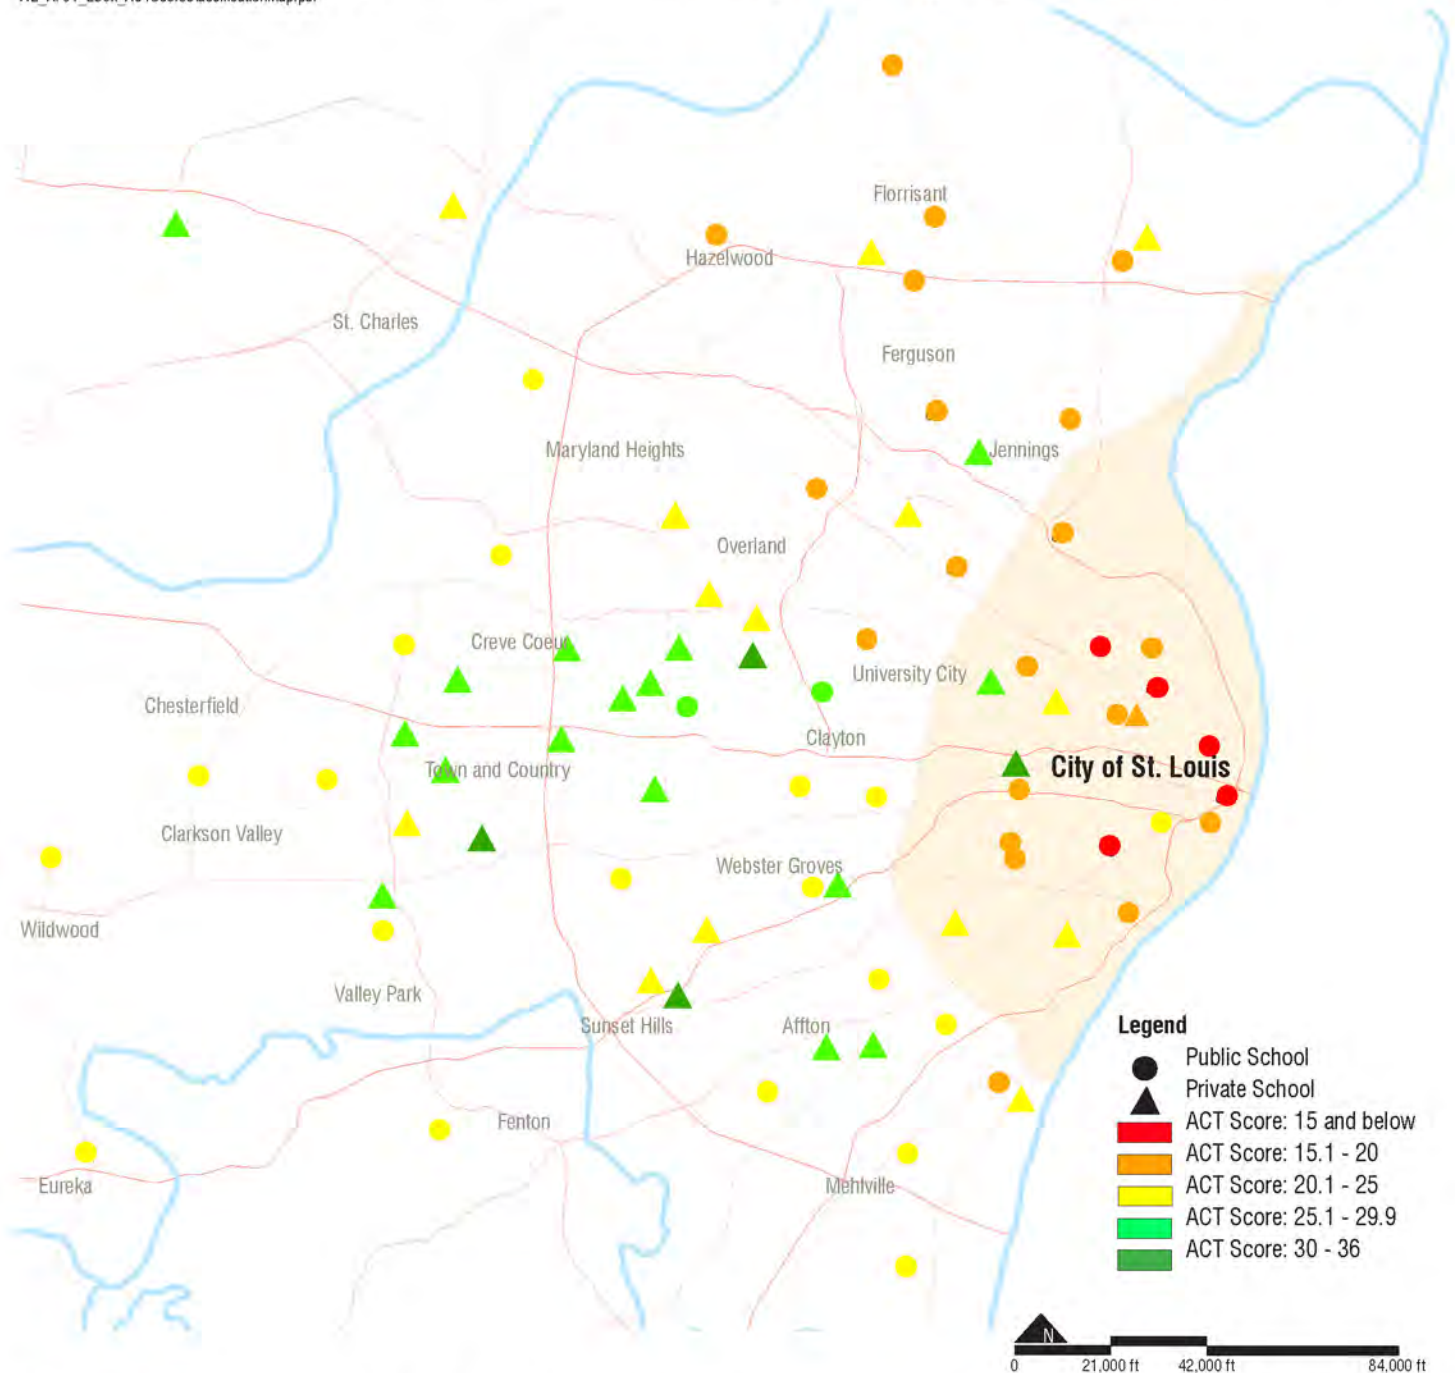 Florrisant
Hazelwood
St. Charles
Ferguson
Maryland Heights
Jennings
Overland
Creve Coeur
University City
Chesterfield
Clayton
Town and Country
City of St. Louis
Clarkson Valley
Webster Groves
Wildwood
Valley Park
Sunset Hills
Affton
Fenton
Eureka
Mehlville
Legend
Public School
Private School
ACT Score: 15 and below
ACT Score: 15.1 - 20
ACT Score: 20.1 - 25
ACT Score: 25.1 - 29.9
ACT Score: 30 - 36
N
0 21,000 ft 42,000 ft 84,000 ft